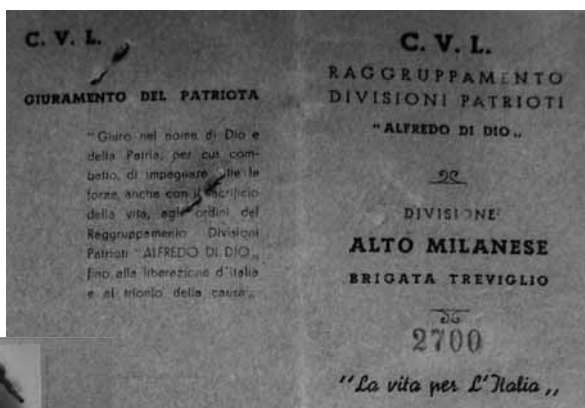 C. V. L.
GIURAMENTO DEL PATRIOTA
"Giuro nel nome di Dio e
della Patria, per cui com-
batto, di impegnare tutte le
forze, anche con il sacrificio
della vita, agli ordini del
Raggruppamento Divisioni
Patrioti "ALFREDO DI DIO„
fino alla liberazione d'Italia
e al trionfo della causa„
C. V. L.
RAGGRUPPAMENTO
DIVISIONI PATRIOTI
"ALFREDO DI DIO„
DIVISIONE
ALTO MILANESE
BRIGATA TREVIGLIO
2700
"La vita per L'Italia„